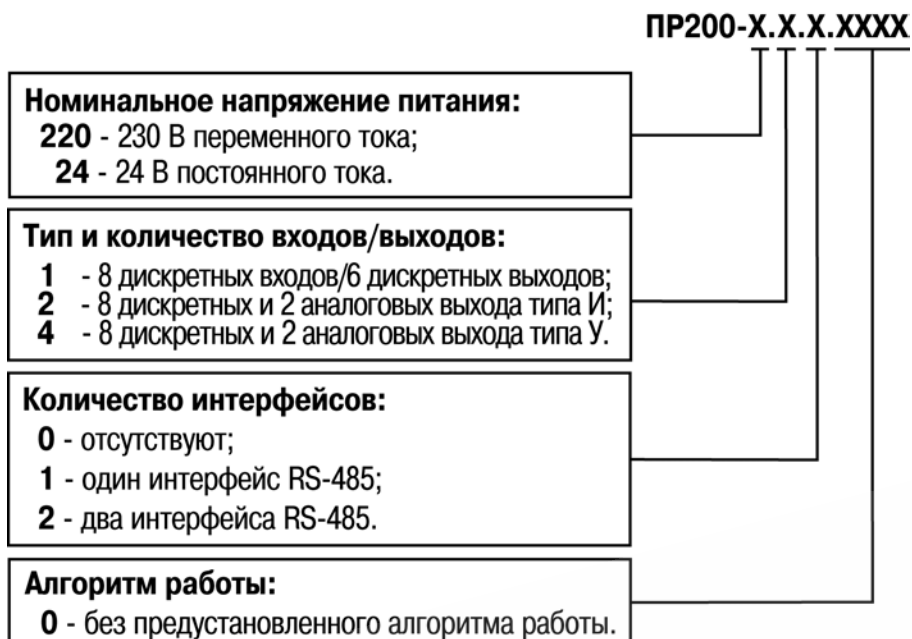 ПР200-Х.Х.Х.ХХХХ
Номинальное напряжение питания:
220 - 230 В переменного тока;
24 - 24 В постоянного тока.
Тип и количество входов/выходов:
1 - 8 дискретных входов/6 дискретных выходов;
2 - 8 дискретных и 2 аналоговых выхода типа И;
4 - 8 дискретных и 2 аналоговых выхода типа У.
Количество интерфейсов:
0 - отсутствуют;
1 - один интерфейс RS-485;
2 - два интерфейса RS-485.
Алгоритм работы:
0 - без предустановленного алгоритма работы.